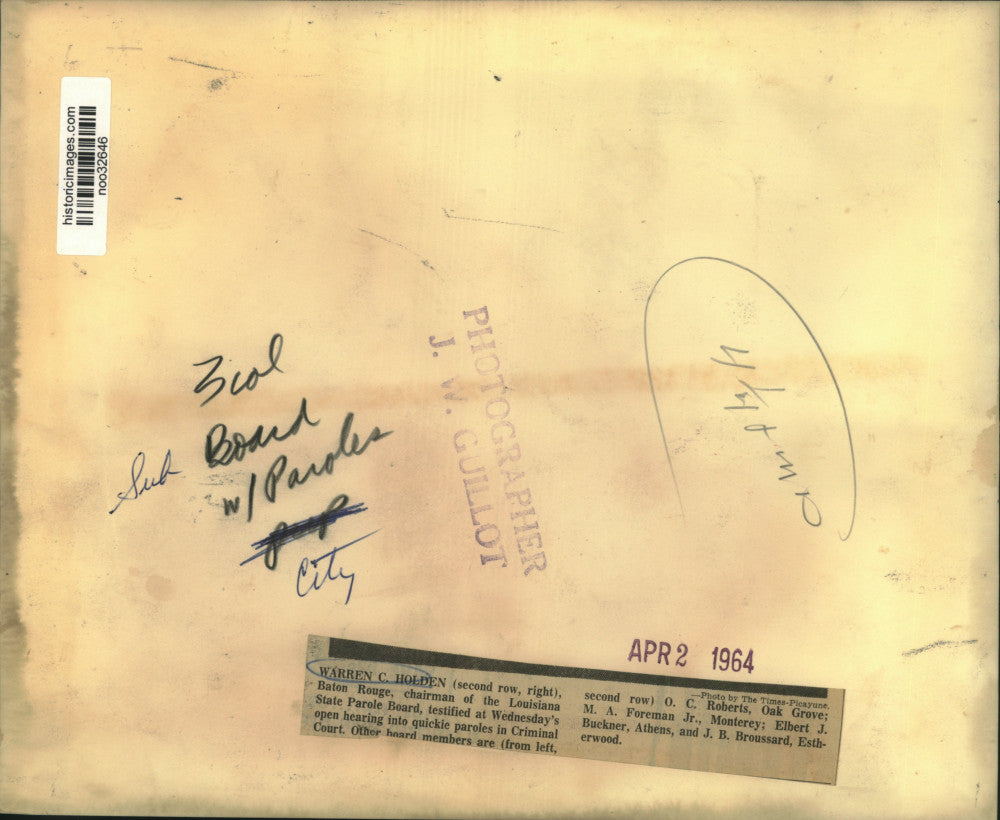 historicimages.com
noo32646
3 col
Board
w/ Paroles
Sub
City
PHOTOGRAPHER
J. W. GUILLOT
APR 2 1964
WARREN C. HOLDEN (second row, right),
Baton Rouge, chairman of the Louisiana
State Parole Board, testified at Wednesday's
open hearing into quickie paroles in Criminal
Court. Other board members are (from left,
—Photo by The Times-Picayune.
second row) O. C. Roberts, Oak Grove;
M. A. Foreman Jr., Monterey; Elbert J.
Buckner, Athens, and J. B. Broussard, Esth-
erwood.